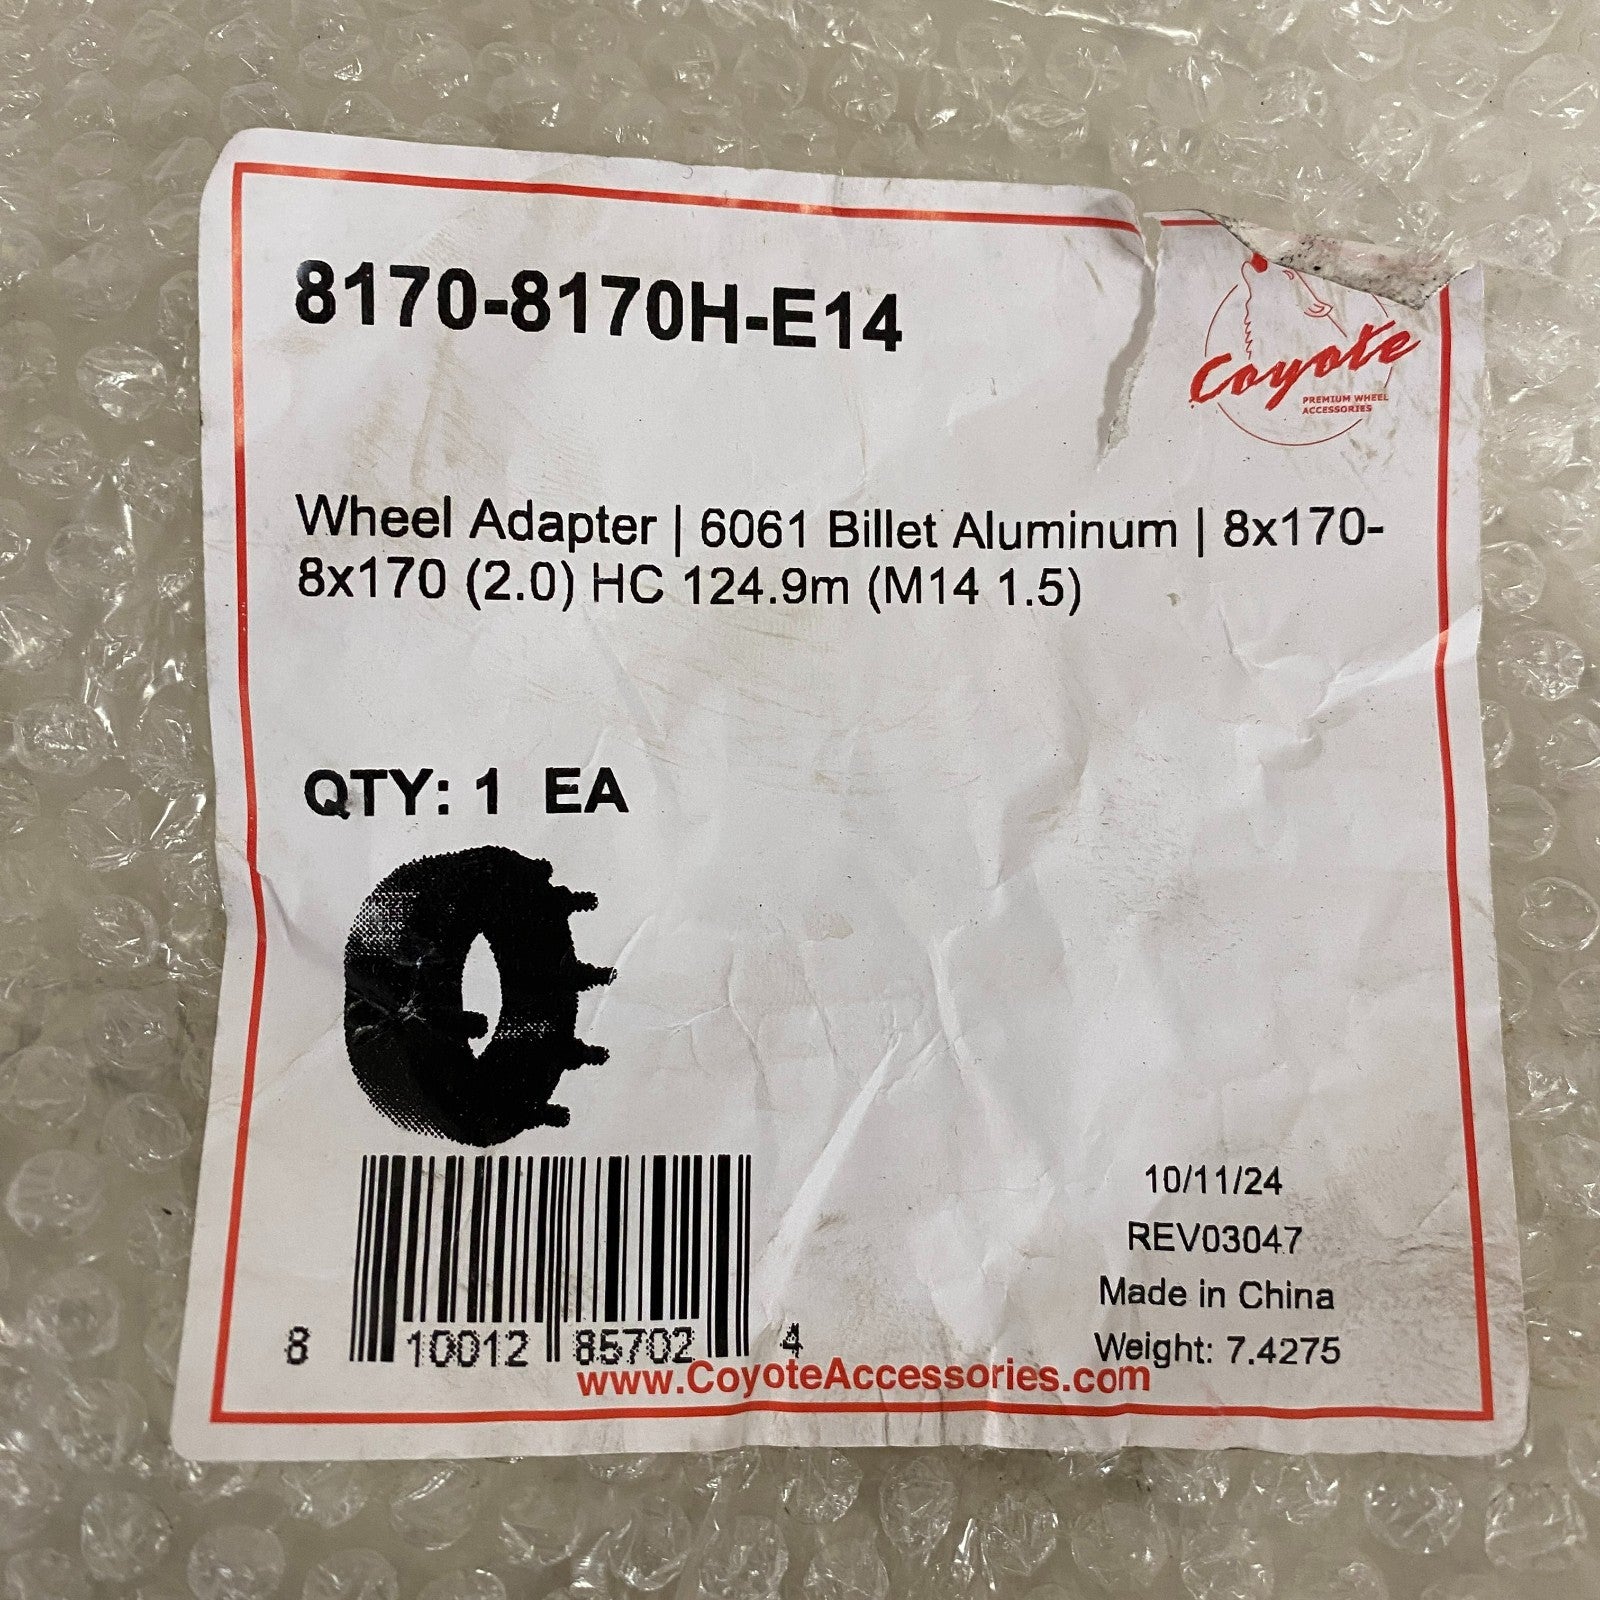 8170-8170H-E14
Coyote
PREMIUM WHEEL
ACCESSORIES
Wheel Adapter | 6061 Billet Aluminum | 8x170-
8x170 (2.0) HC 124.9m (M14 1.5)
QTY: 1 EA
10/11/24
REV03047
Made in China
Weight: 7.4275
8 10012 85702 4
www.CoyoteAccessories.com